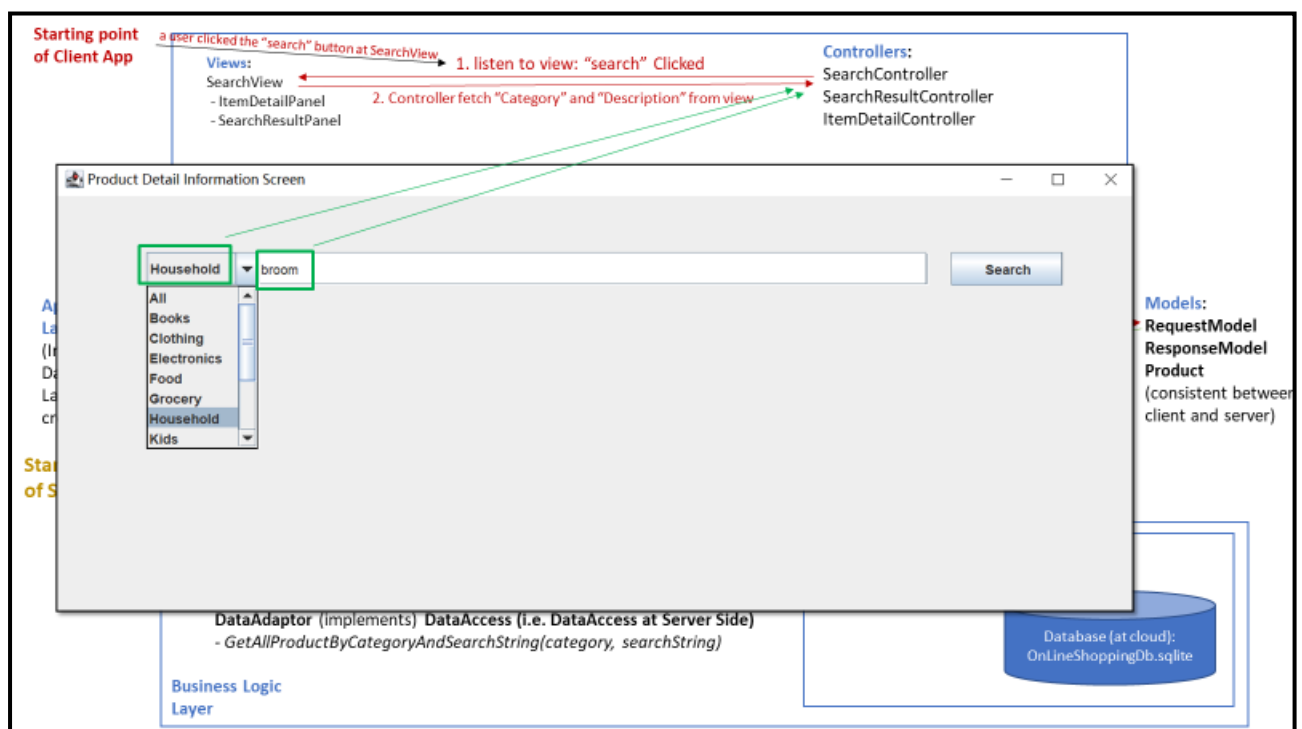 Starting point
of Client App
a user clicked the "search" button at SearchView
Views:
SearchView
- ItemDetailPanel
- SearchResultPanel
1. listen to view: "search" Clicked
2. Controller fetch "Category" and "Description" from view
Controllers:
SearchController
SearchResultController
ItemDetailController
Product Detail Information Screen
Household
broom
Search
All
Books
Clothing
Electronics
Food
Grocery
Household
Kids
Models:
RequestModel
ResponseModel
Product
(consistent between
client and server)
of
DataAdaptor (implements) DataAccess (i.e. DataAccess at Server Side)
- GetAllProductByCategoryAndSearchString(category, searchString)
Business Logic
Layer
Database (at cloud):
OnLineShoppingDb.sqlite